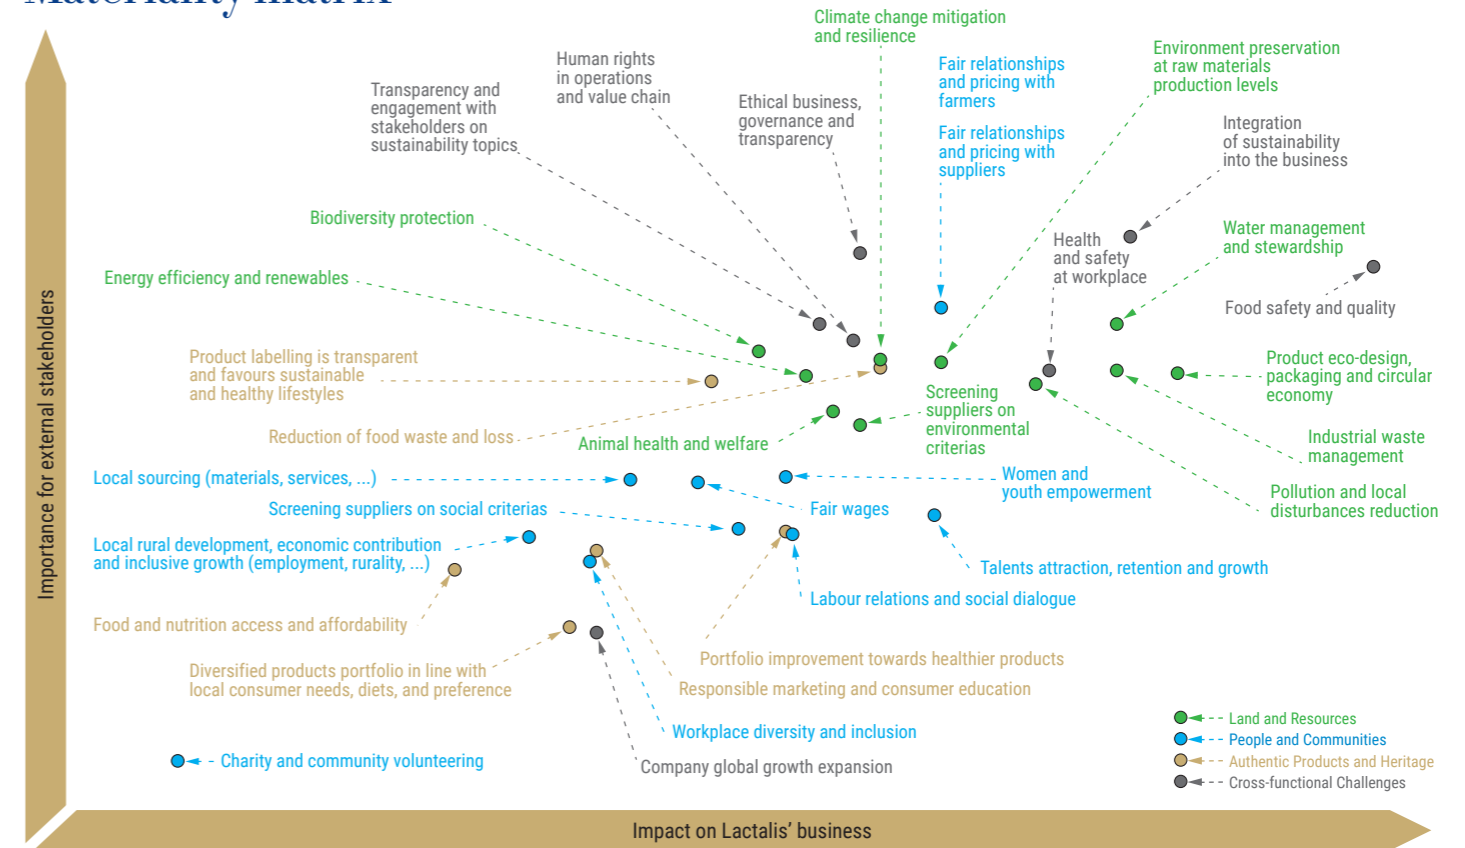 Materiality matrix
Climate change mitigation
and resilience
Human rights
in operations
and value chain
Transparency and
engagement with
stakeholders on
sustainability topics
Ethical business,
governance and
transparency
Fair relationships
and pricing with
farmers
Fair relationships
and pricing with
suppliers
Environment preservation
at raw materials
production levels
Integration
of sustainability
into the business
Biodiversity protection
Energy efficiency and renewables
Health
and safety
at workplace
Water management
and stewardship
Food safety and quality
Product labelling is transparent
and favours sustainable
and healthy lifestyles
Product eco-design,
packaging and circular
economy
Reduction of food waste and loss
Animal health and welfare
Screening
suppliers on
environmental
criterias
Industrial waste
management
Local sourcing (materials, services, ...)
Women and
youth empowerment
Pollution and local
disturbances reduction
Screening suppliers on social criterias
Fair wages
Local rural development, economic contribution
and inclusive growth (employment, rurality, ...)
Talents attraction, retention and growth
Labour relations and social dialogue
Food and nutrition access and affordability
Portfolio improvement towards healthier products
Diversified products portfolio in line with
local consumer needs, diets, and preference
Responsible marketing and consumer education
Workplace diversity and inclusion
Charity and community volunteering
Company global growth expansion
Land and Resources
People and Communities
Authentic Products and Heritage
Cross-functional Challenges
Importance for external stakeholders
Impact on Lactalis' business